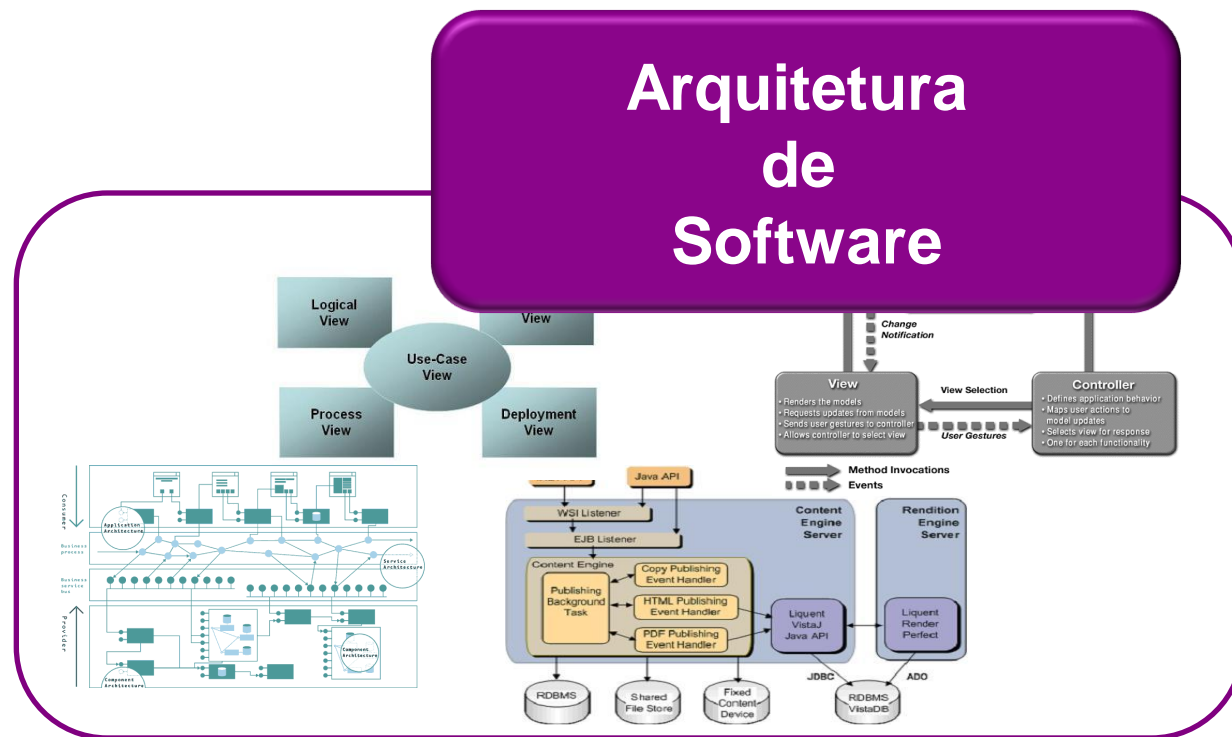 Arquitetura
de
Software
Logical
View
View
Use-Case
View
Process
View
Deployment
View
Change
Notification
View
• Renders the models
• Requests updates from models
• Sends user gestures to controller
• Allows controller to select view
View Selection
User Gestures
Controller
• Defines application behavior
• Maps user actions to
model updates
• Selects view for response
• One for each functionality
Method Invocations
Events
Consumer
Application
Architecture
Business
process
Service
Architecture
Business
service
bus
Provider
Component
Architecture
Component
Architecture
Java API
WSI Listener
EJB Listener
Content
Engine
Server
Rendition
Engine
Server
Content Engine
Publishing
Background
Task
Copy Publishing
Event Handler
HTML Publishing
Event Handler
PDF Publishing
Event Handler
Liquent
VistaJ
Java API
Liquent
Render
Perfect
JDBC
ADO
RDBMS
Shared
File Store
Fixed
Content
Device
RDBMS
VistaDB